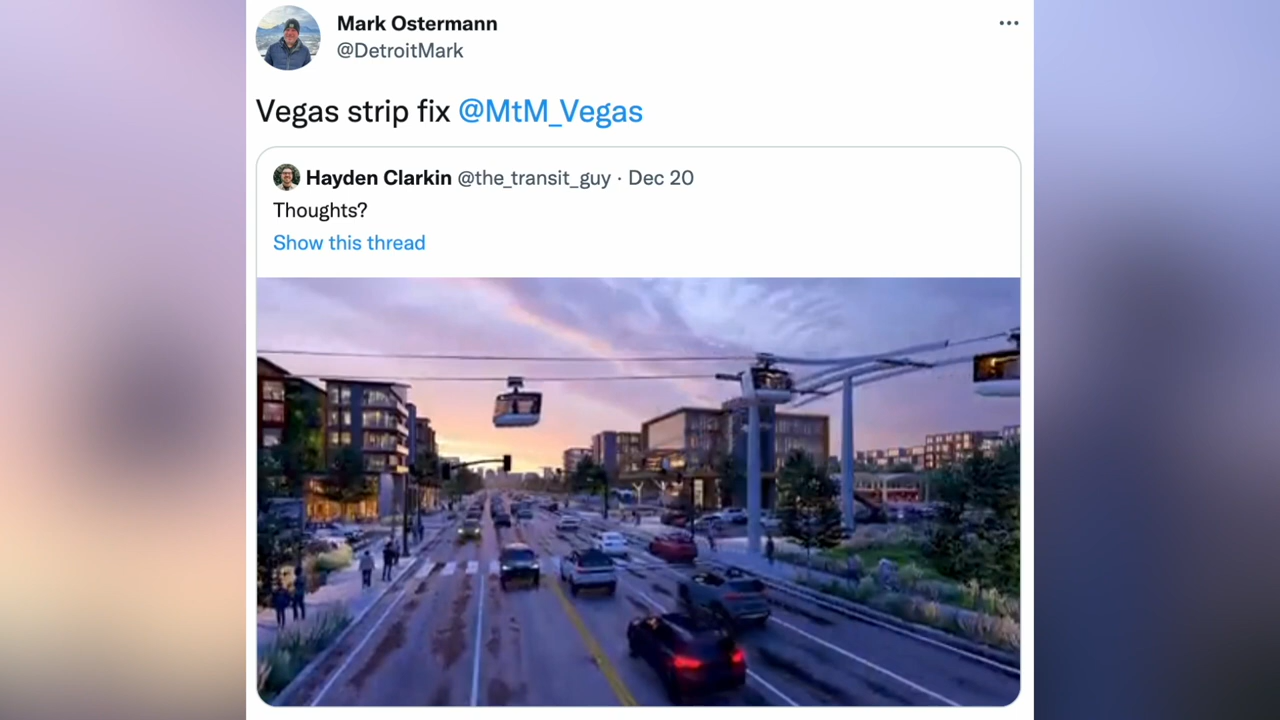 Mark Ostermann
@DetroitMark
Vegas strip fix @MtM_Vegas
Hayden Clarkin @the_transit_guy · Dec 20
Thoughts?
Show this thread